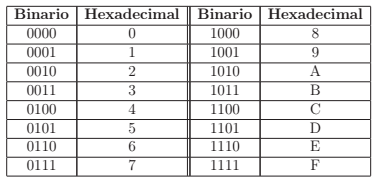 Binario Hexadecimal Binario Hexadecimal
0000 0 1000 8
0001 1 1001 9
0010 2 1010 A
0011 3 1011 B
0100 4 1100 C
0101 5 1101 D
0110 6 1110 E
0111 7 1111 F